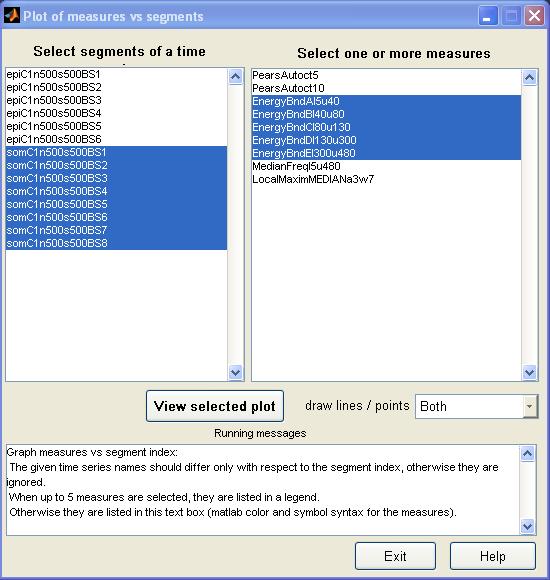 Plot of measures vs segments
Select segments of a time
Select one or more measures
epiC1n500s500BS1
epiC1n500s500BS2
epiC1n500s500BS3
epiC1n500s500BS4
epiC1n500s500BS5
epiC1n500s500BS6
somC1n500s500BS1
somC1n500s500BS2
somC1n500s500BS3
somC1n500s500BS4
somC1n500s500BS5
somC1n500s500BS6
somC1n500s500BS7
somC1n500s500BS8
PearsAutoct5
PearsAutoct10
EnergyBndAl5u40
EnergyBndBl40u80
EnergyBndCl80u130
EnergyBndDl130u300
EnergyBndEl300u480
MedianFreql5u480
LocalMaximMEDIANa3w7
View selected plot
draw lines / points
Both
Running messages
Graph measures vs segment index:
The given time series names should differ only with respect to the segment index, otherwise they are
ignored.
When up to 5 measures are selected, they are listed in a legend.
Otherwise they are listed in this text box (matlab color and symbol syntax for the measures).
Exit
Help